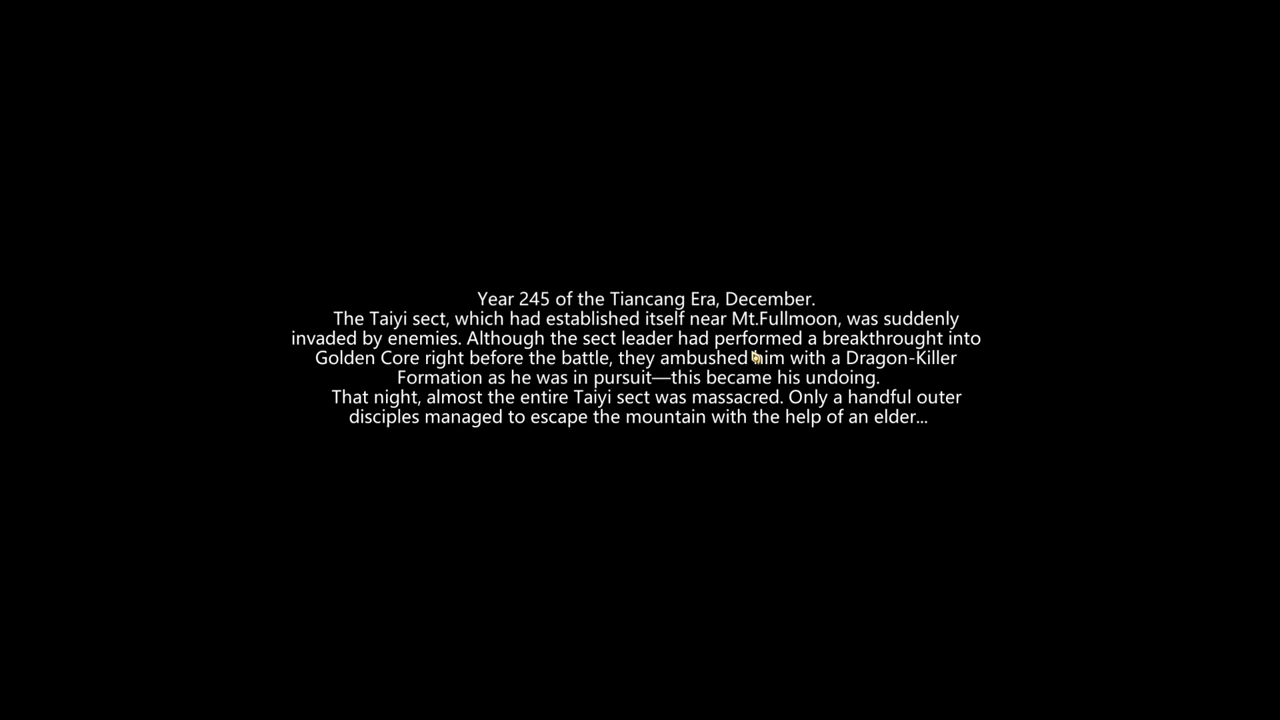 Year 245 of the Tiancang Era, December.
The Taiyi sect, which had established itself near Mt.Fullmoon, was suddenly
invaded by enemies. Although the sect leader had performed a breakthrought into
Golden Core right before the battle, they ambushed him with a Dragon-Killer
Formation as he was in pursuit—this became his undoing.
That night, almost the entire Taiyi sect was massacred. Only a handful outer
disciples managed to escape the mountain with the help of an elder...